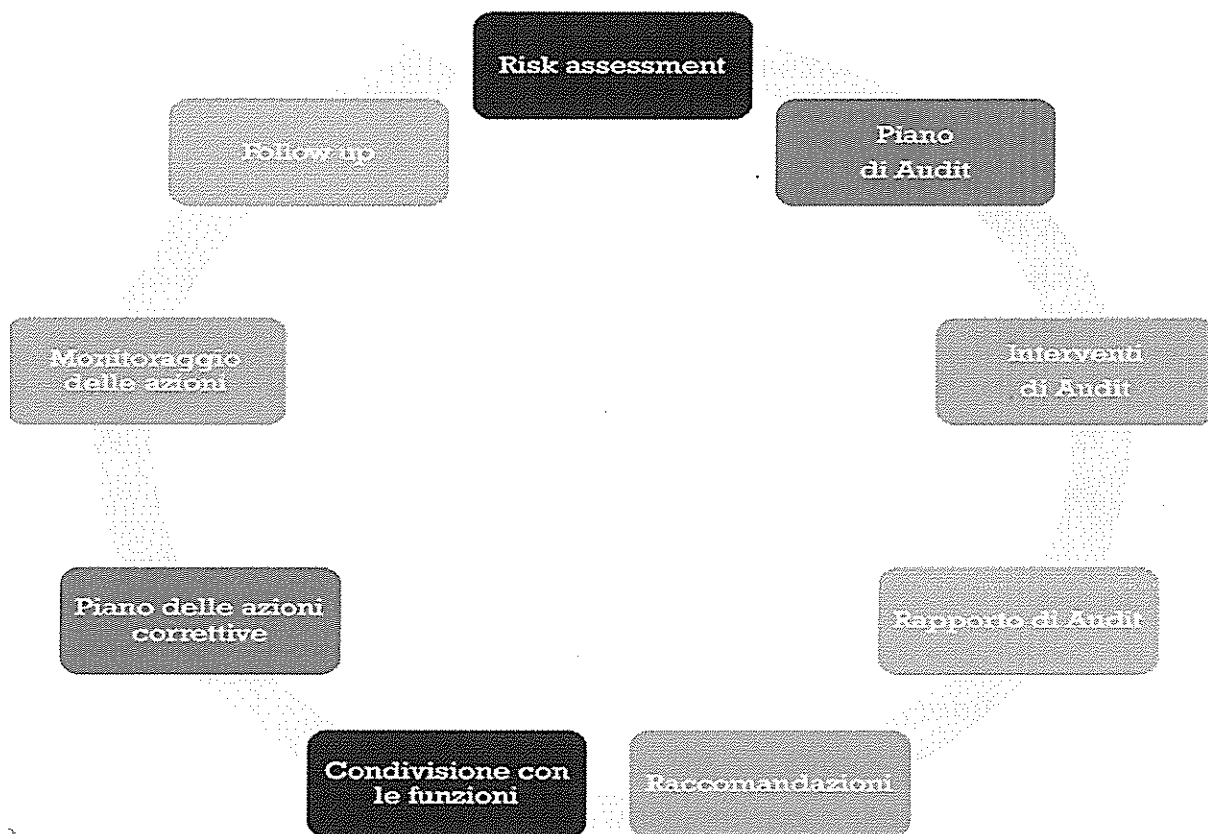 Risk assessment
Piano
di Audit
Interventi
di Audit
Rapporto di Audit
Raccomandazioni
Condivisione con
le funzioni
Piano delle azioni
correttive
Monitoraggio
delle azioni
Follow up